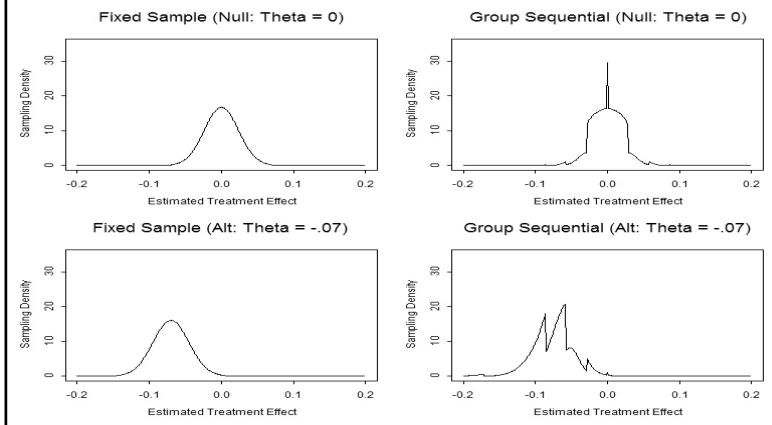 Fixed Sample (Null: Theta = 0)
Sampling Density
0 10 20 30
-0.2 -0.1 0.0 0.1 0.2
Estimated Treatment Effect
Group Sequential (Null: Theta = 0)
Sampling Density
0 10 20 30
-0.2 -0.1 0.0 0.1 0.2
Estimated Treatment Effect
Fixed Sample (Alt: Theta = -.07)
Sampling Density
0 10 20 30
-0.2 -0.1 0.0 0.1 0.2
Estimated Treatment Effect
Group Sequential (Alt: Theta = -.07)
Sampling Density
0 10 20 30
-0.2 -0.1 0.0 0.1 0.2
Estimated Treatment Effect